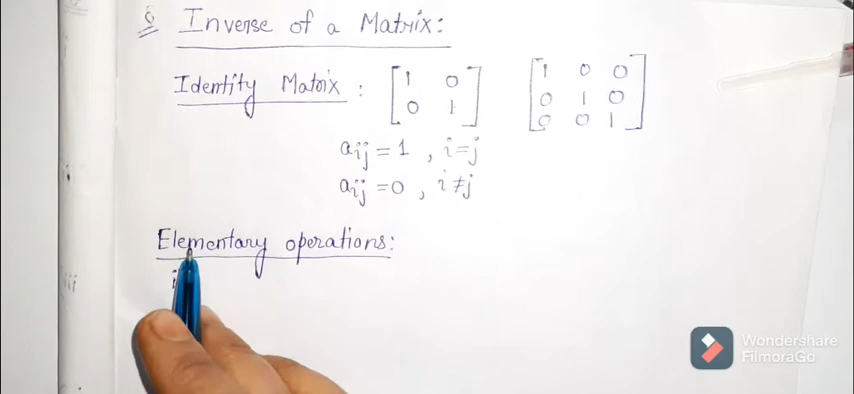 Inverse of a Matrix:
Identity Matrix : [1 0 [1 0 0
0 1] 0 1 0
0 0 1]
aij = 1 , i=j
aij = 0 , i≠j
Elementary operations:
iii
Wondershare
FilmoraGo